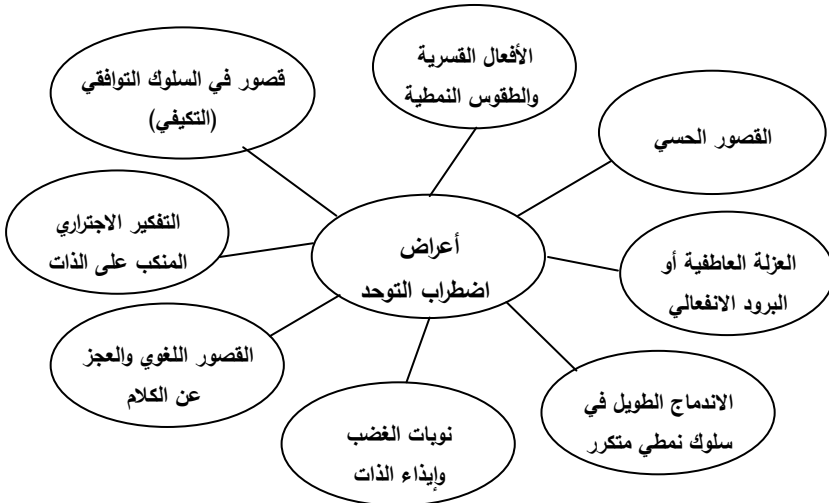 الأفعال القسرية
والطقوس النمطية
قصور في السلوك التوافقي
(التكيفي)
القصور الحسي
التفكير الاجتراري
المنكب على الذات
أعراض
اضطراب التوحد
العزلة العاطفية أو
البرود الانفعالي
القصور اللغوي والعجز
عن الكلام
الاندماج الطويل في
سلوك نمطي متكرر
نوبات الغضب
وإيذاء الذات